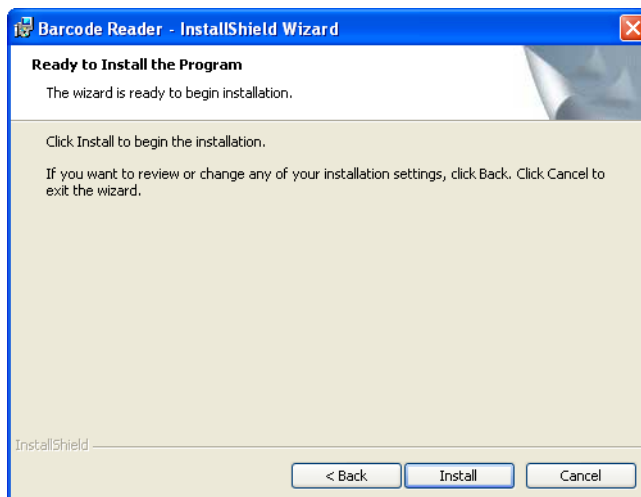 Barcode Reader - InstallShield Wizard
Ready to Install the Program
The wizard is ready to begin installation.
Click Install to begin the installation.
If you want to review or change any of your installation settings, click Back. Click Cancel to
exit the wizard.
InstallShield
< Back Install Cancel